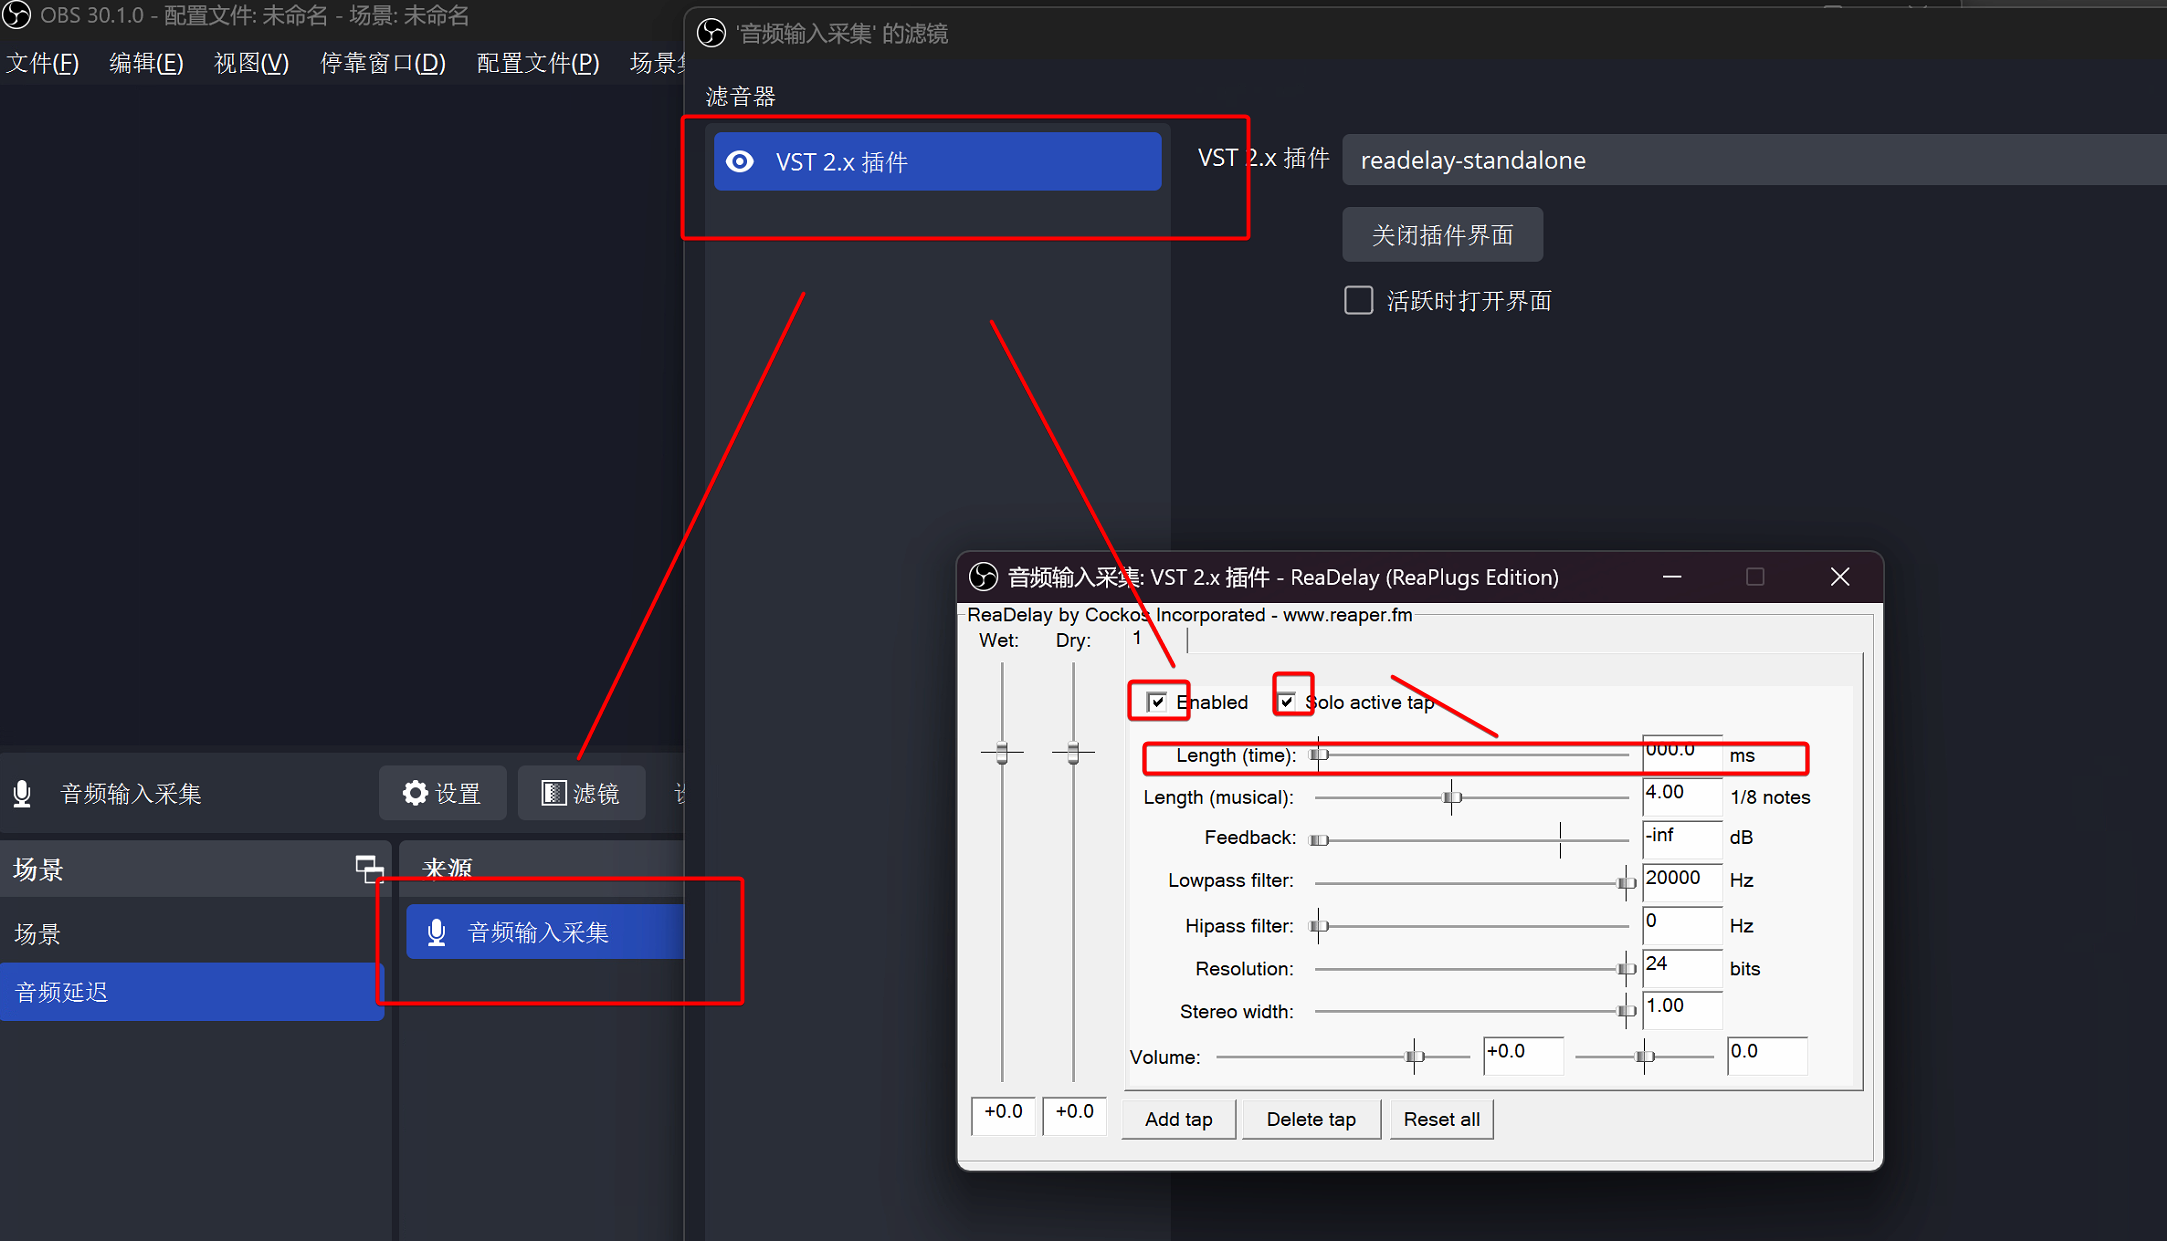 OBS 30.1.0 - 配置文件: 未命名 - 场景: 未命名
文件(F) 编辑(E) 视图(V) 停靠窗口(D) 配置文件(P) 场景
'音频输入采集' 的滤镜
滤音器
VST 2.x 插件
VST 2.x 插件 readelay-standalone
关闭插件界面
活跃时打开界面
音频输入采集: VST 2.x 插件 - ReaDelay (ReaPlugs Edition)
ReaDelay by Cockos Incorporated - www.reaper.fm
Wet: Dry: 1
Enabled Solo active tap
Length (time): 000.0 ms
Length (musical): 4.00 1/8 notes
Feedback: -inf dB
Lowpass filter: 20000 Hz
Hipass filter: 0 Hz
Resolution: 24 bits
Stereo width: 1.00
Volume: +0.0 0.0
+0.0 +0.0 Add tap Delete tap Reset all
音频输入采集 设置 滤镜
场景 来源
场景
音频输入采集
音频延迟